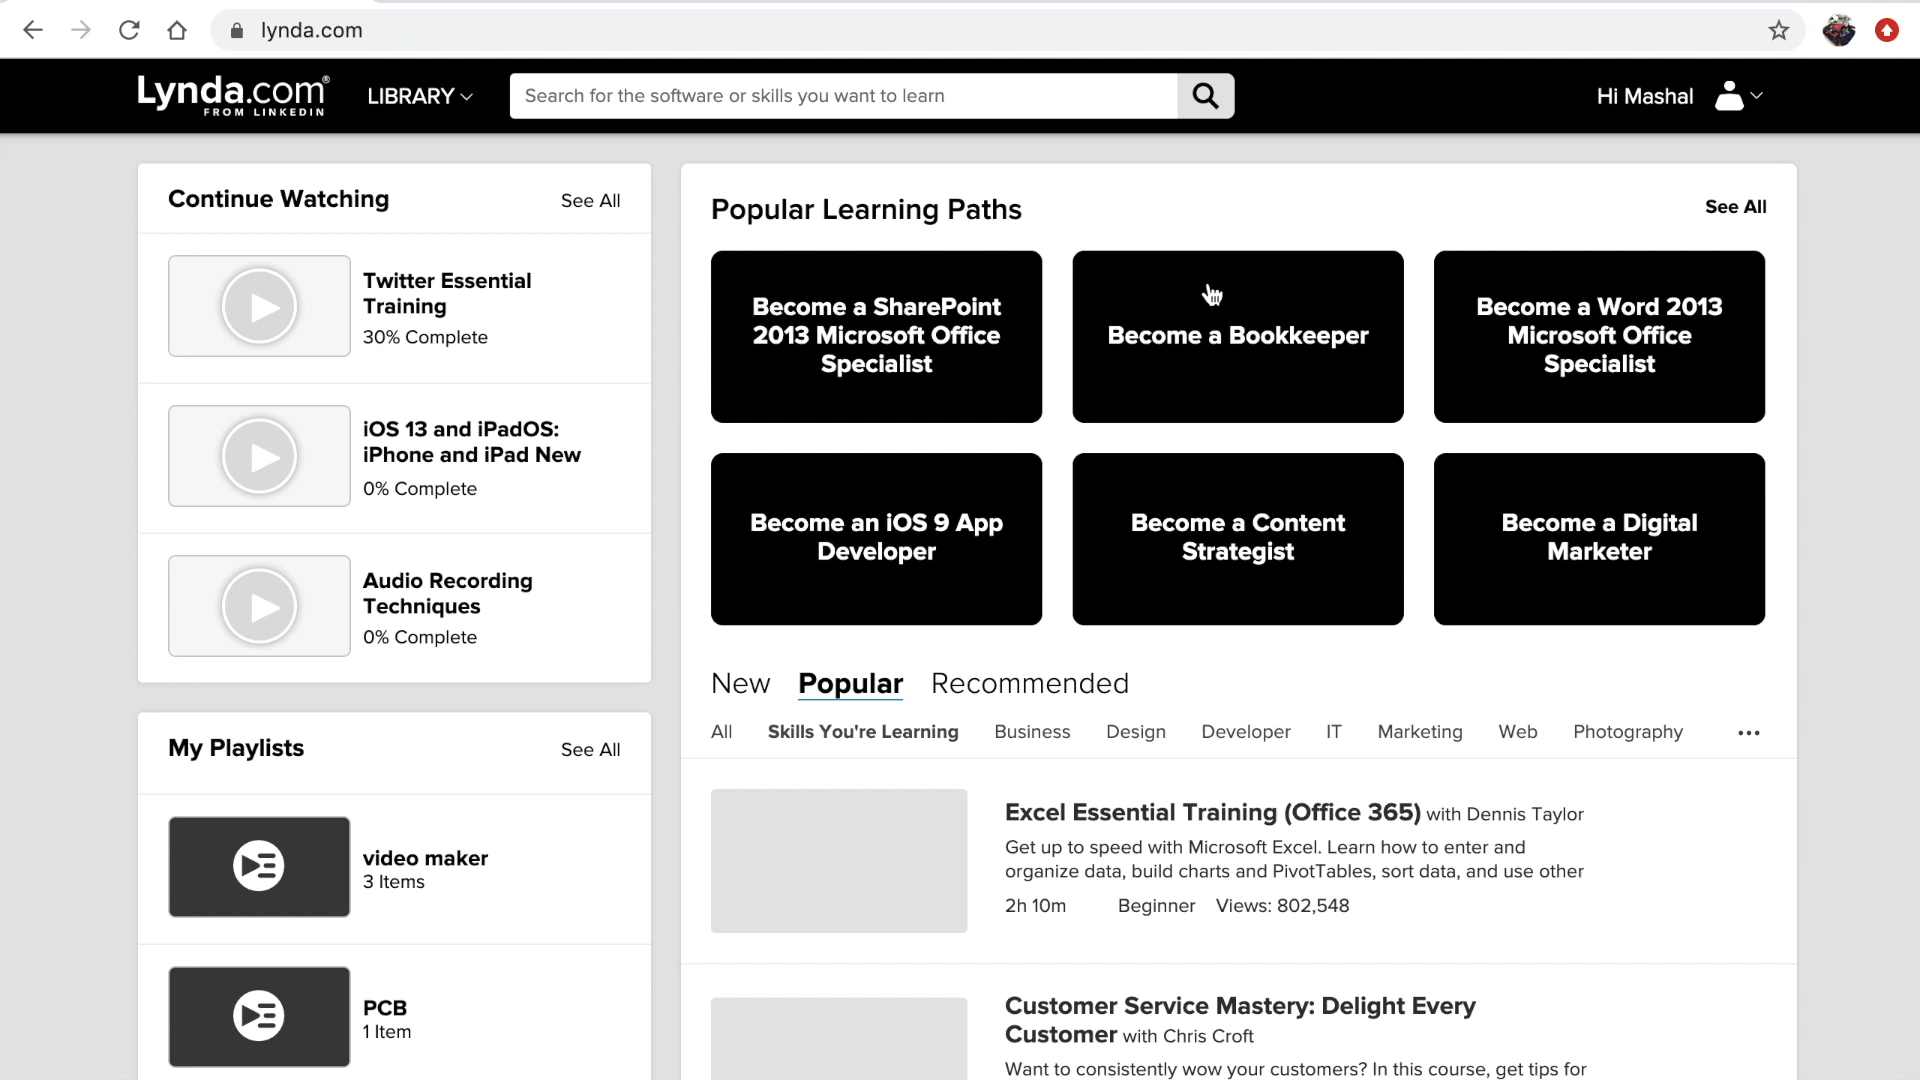 lynda.com
Lynda.com®
FROM LINKEDIN
LIBRARY
Search for the software or skills you want to learn
Hi Mashal
Continue Watching
See All
Twitter Essential
Training
30% Complete
iOS 13 and iPadOS:
iPhone and iPad New
0% Complete
Audio Recording
Techniques
0% Complete
My Playlists
See All
video maker
3 Items
PCB
1 Item
Popular Learning Paths
See All
Become a SharePoint
2013 Microsoft Office
Specialist
Become a Bookkeeper
Become a Word 2013
Microsoft Office
Specialist
Become an iOS 9 App
Developer
Become a Content
Strategist
Become a Digital
Marketer
New Popular Recommended
All Skills You're Learning Business Design Developer IT Marketing Web Photography ...
Excel Essential Training (Office 365) with Dennis Taylor
Get up to speed with Microsoft Excel. Learn how to enter and
organize data, build charts and PivotTables, sort data, and use other
2h 10m Beginner Views: 802,548
Customer Service Mastery: Delight Every
Customer with Chris Croft
Want to consistently wow your customers? In this course, get tips for